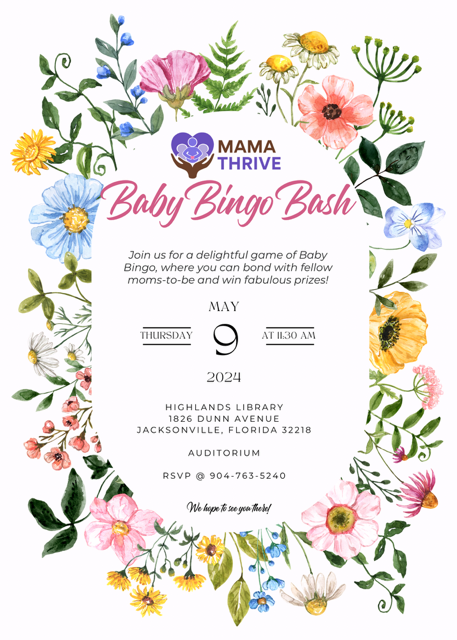 MAMA
THRIVE
Baby Bingo Bash
Join us for a delightful game of Baby
Bingo, where you can bond with fellow
moms-to-be and win fabulous prizes!
MAY
THURSDAY 9 AT 11:30 AM
2024
HIGHLANDS LIBRARY
1826 DUNN AVENUE
JACKSONVILLE, FLORIDA 32218
AUDITORIUM
RSVP @ 904-763-5240
We hope to see you there!